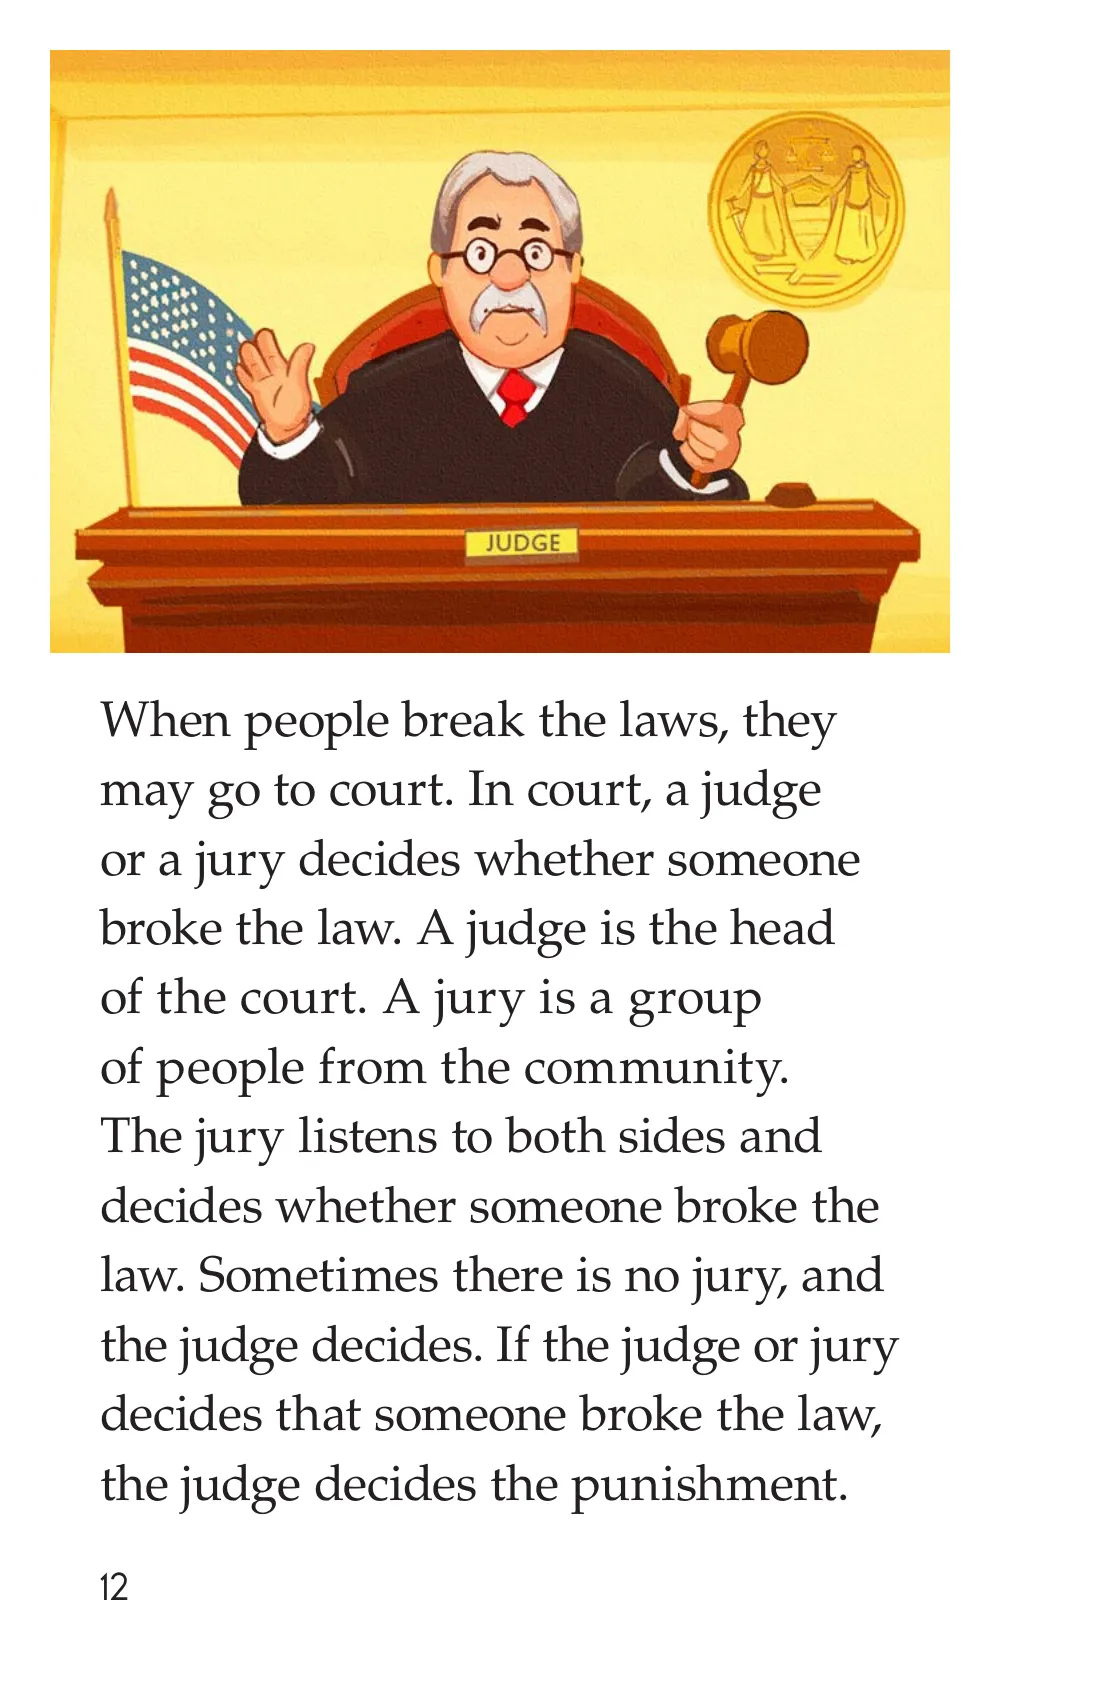 JUDGE
When people break the laws, they
may go to court. In court, a judge
or a jury decides whether someone
broke the law. A judge is the head
of the court. A jury is a group
of people from the community.
The jury listens to both sides and
decides whether someone broke the
law. Sometimes there is no jury, and
the judge decides. If the judge or jury
decides that someone broke the law,
the judge decides the punishment.
12